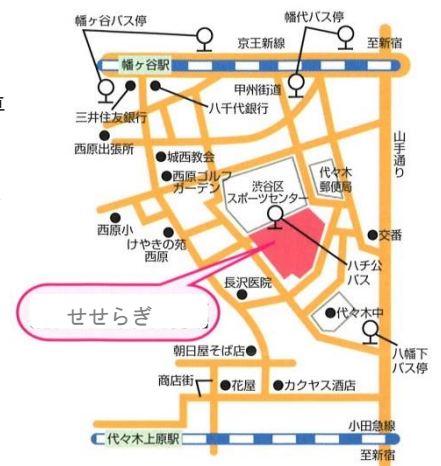 幡ヶ谷バス停
幡代バス停
京王新線
至新宿
幡ヶ谷駅
甲州街道
三井住友銀行
八千代銀行
山手通り
西原出張所
城西教会
西原ゴルフ
ガーデン
渋谷区
スポーツセンター
代々木
郵便局
西原小
けやきの苑
西原
交番
ハチ公
バス
長沢医院
せせらぎ
代々木中
朝日屋そば店
八幡下
バス停
商店街
花屋
カクヤス酒店
小田急線
代々木上原駅
至新宿